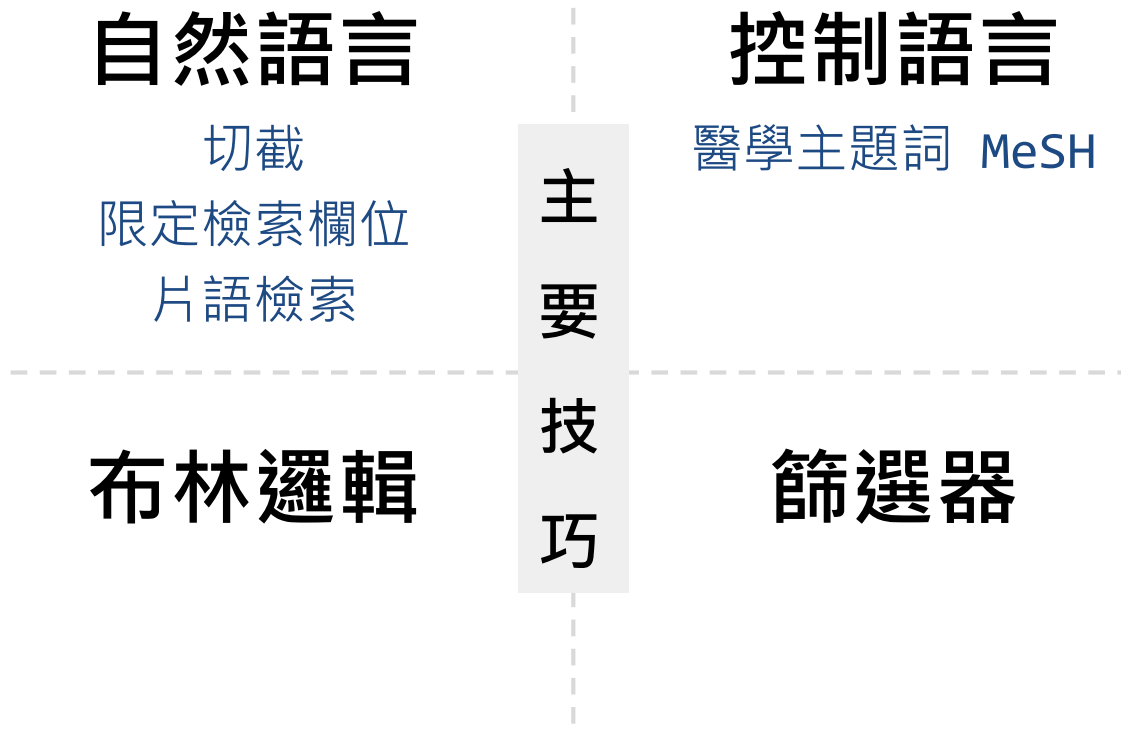 自然語言
切截
限定檢索欄位
片語檢索
控制語言
醫學主題詞 MeSH
主
要
技
巧
布林邏輯
篩選器